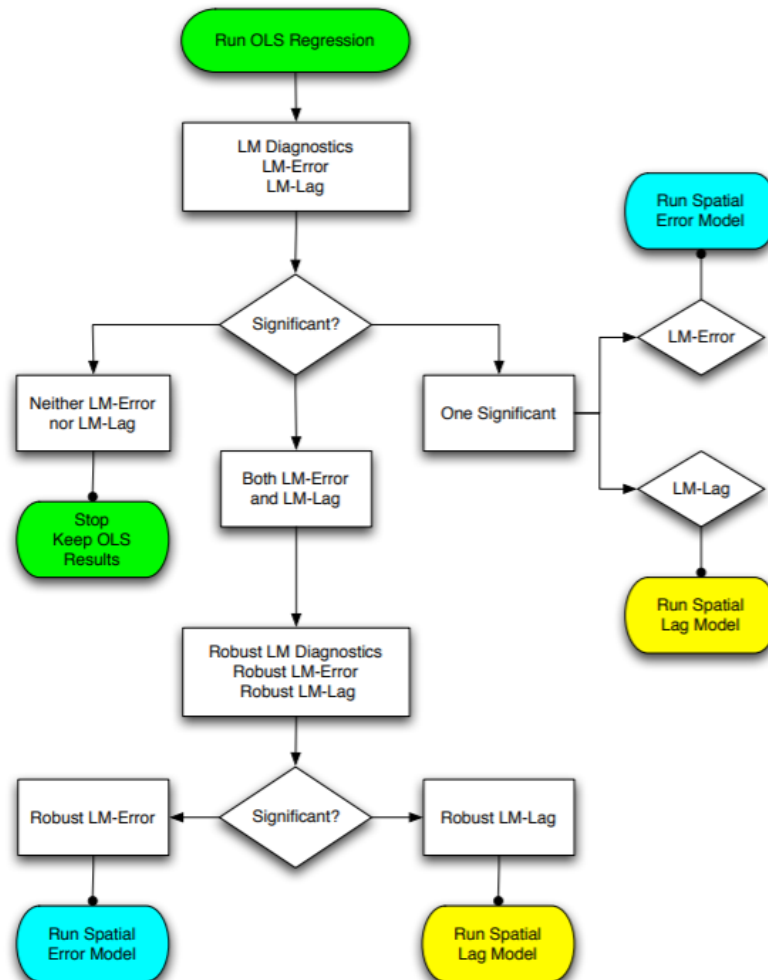 Run OLS Regression
LM Diagnostics
LM-Error
LM-Lag
Run Spatial
Error Model
Significant?
LM-Error
Neither LM-Error
nor LM-Lag
One Significant
Both LM-Error
and LM-Lag
LM-Lag
Stop
Keep OLS
Results
Run Spatial
Lag Model
Robust LM Diagnostics
Robust LM-Error
Robust LM-Lag
Robust LM-Error
Significant?
Robust LM-Lag
Run Spatial
Error Model
Run Spatial
Lag Model